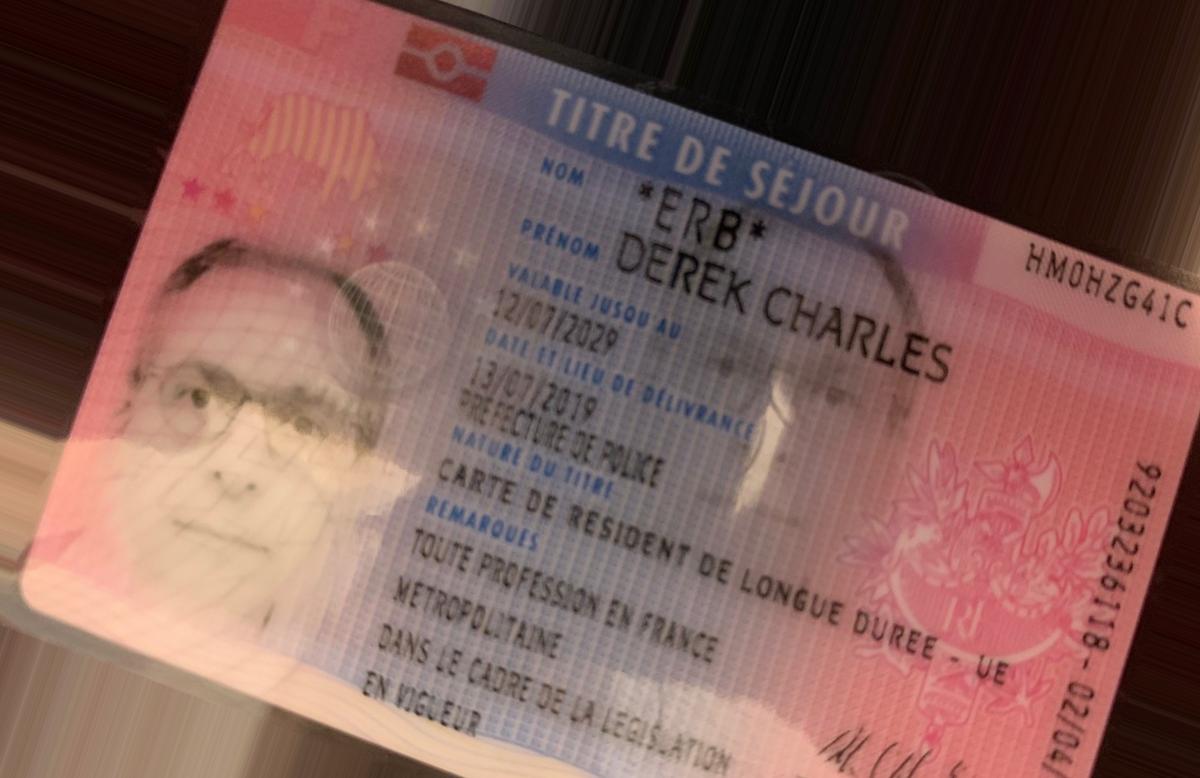 TITRE DE SÉJOUR
HM0HZG41C
NOM *ERB*
PRÉNOM DEREK CHARLES
VALABLE JUSQU AU
12/07/2029
DATE ET LIEU DE DÉLIVRANCE
13/07/2019
PREFECTURE DE POLICE
NATURE DU TITRE
CARTE DE RESIDENT DE LONGUE DUREE - UE
REMARQUES
TOUTE PROFESSION EN FRANCE
METROPOLITAINE
DANS LE CADRE DE LA LEGISLATION
EN VIGUEUR
9203236118- 02/04/
RF
F